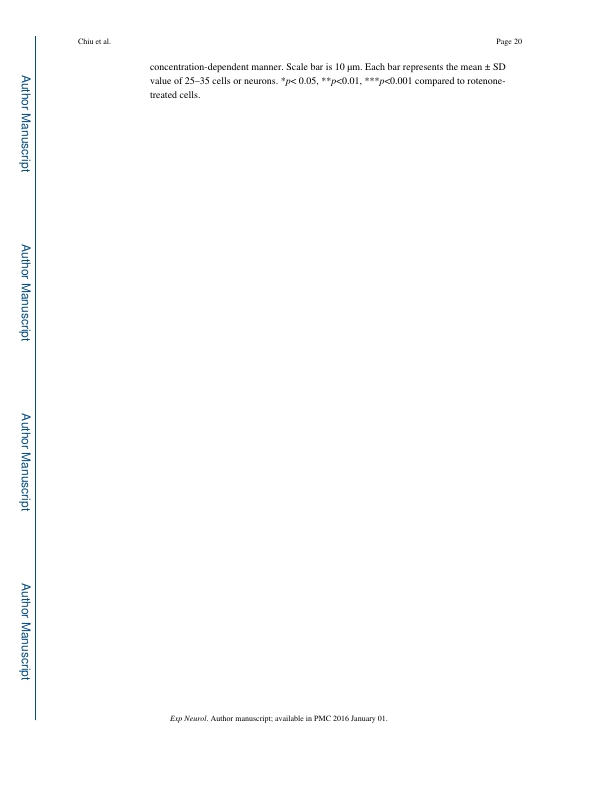 Chiu et al.
Page 20
concentration-dependent manner. Scale bar is 10 μm. Each bar represents the mean ± SD
value of 25–35 cells or neurons. *p< 0.05, **p<0.01, ***p<0.001 compared to rotenone-
treated cells.
Author Manuscript
Author Manuscript
Author Manuscript
Author Manuscript
Exp Neurol. Author manuscript; available in PMC 2016 January 01.